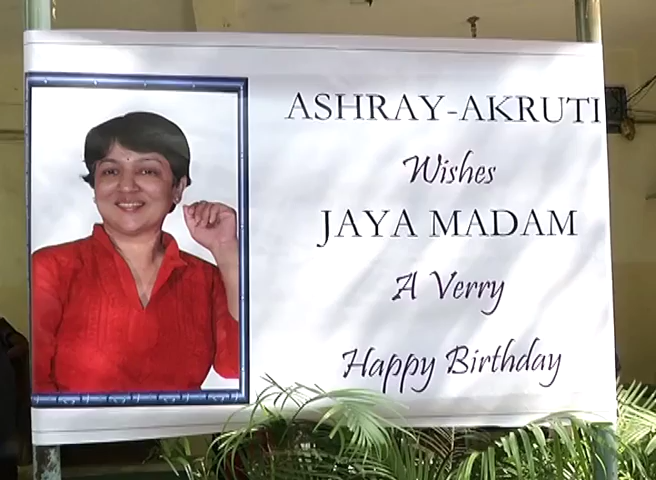 ASHRAY-AKRUTI
Wishes
JAYA MADAM
A Verry
Happy Birthday